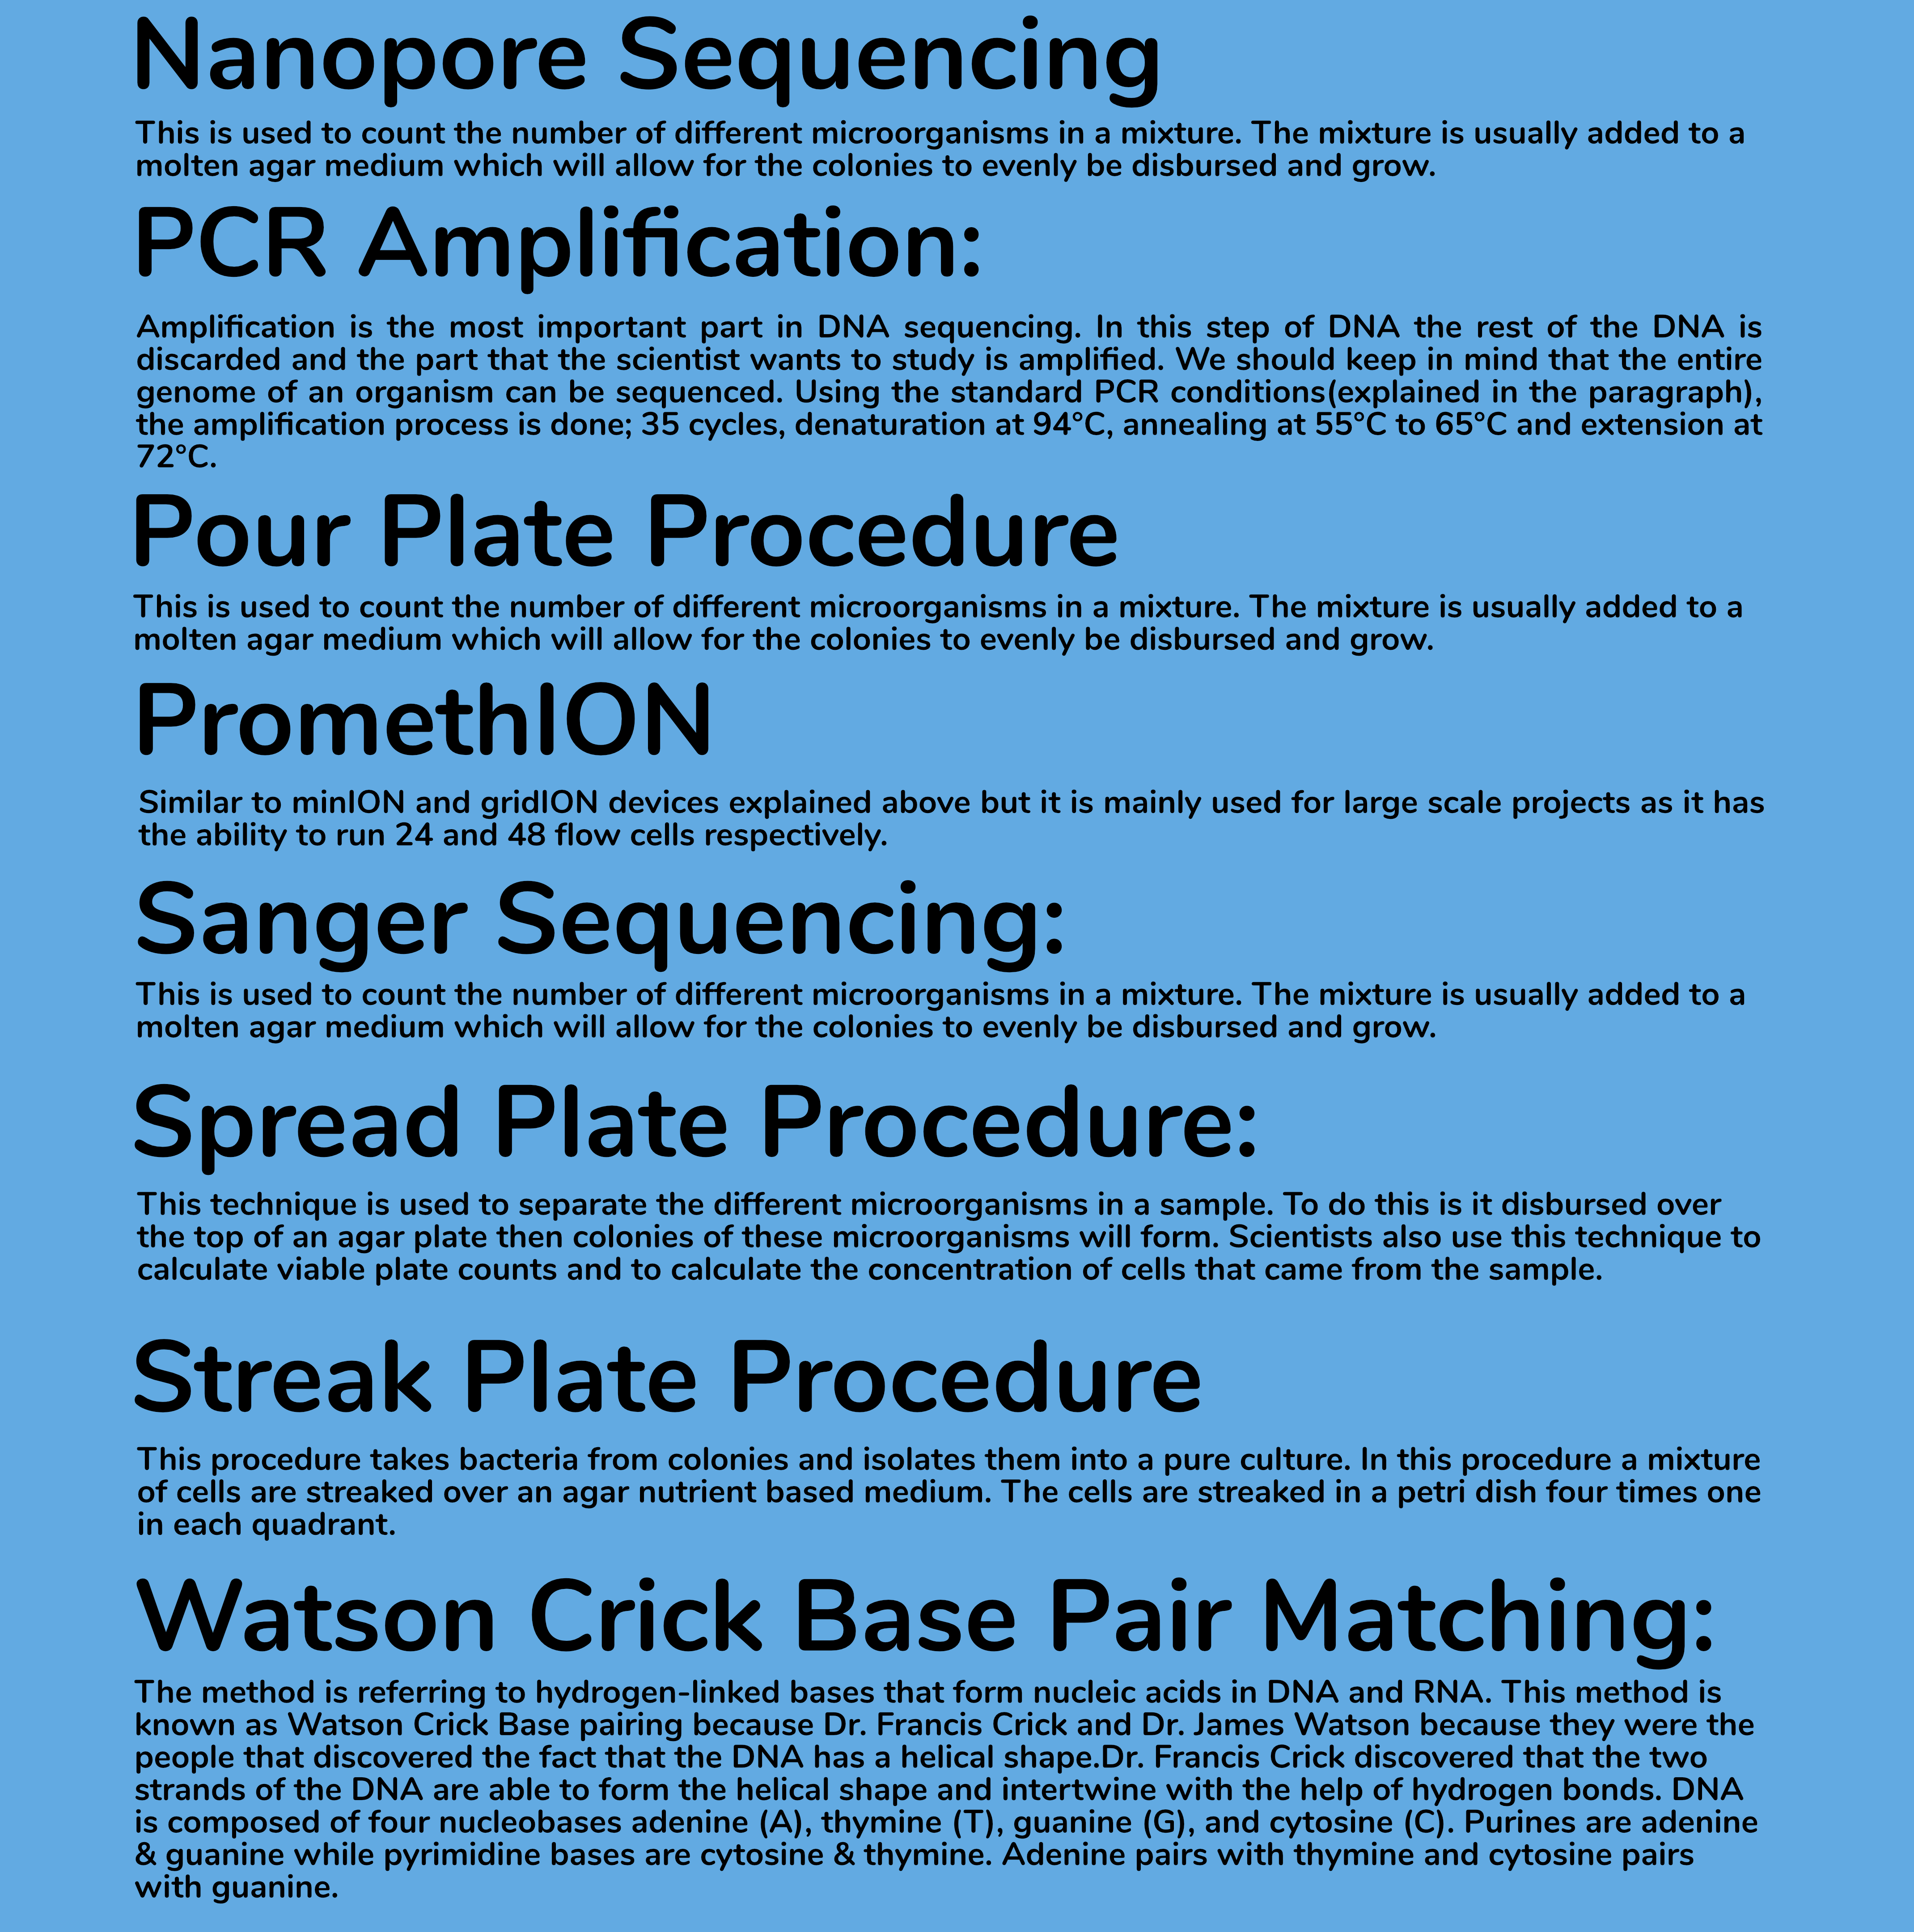 Nanopore Sequencing
This is used to count the number of different microorganisms in a mixture. The mixture is usually added to a
molten agar medium which will allow for the colonies to evenly be disbursed and grow.
PCR Amplification:
Amplification is the most important part in DNA sequencing. In this step of DNA the rest of the DNA is
discarded and the part that the scientist wants to study is amplified. We should keep in mind that the entire
genome of an organism can be sequenced. Using the standard PCR conditions(explained in the paragraph),
the amplification process is done; 35 cycles, denaturation at 94°C, annealing at 55°C to 65°C and extension at
72°C.
Pour Plate Procedure
This is used to count the number of different microorganisms in a mixture. The mixture is usually added to a
molten agar medium which will allow for the colonies to evenly be disbursed and grow.
PromethION
Similar to minION and gridION devices explained above but it is mainly used for large scale projects as it has
the ability to run 24 and 48 flow cells respectively.
Sanger Sequencing:
This is used to count the number of different microorganisms in a mixture. The mixture is usually added to a
molten agar medium which will allow for the colonies to evenly be disbursed and grow.
Spread Plate Procedure:
This technique is used to separate the different microorganisms in a sample. To do this is it disbursed over
the top of an agar plate then colonies of these microorganisms will form. Scientists also use this technique to
calculate viable plate counts and to calculate the concentration of cells that came from the sample.
Streak Plate Procedure
This procedure takes bacteria from colonies and isolates them into a pure culture. In this procedure a mixture
of cells are streaked over an agar nutrient based medium. The cells are streaked in a petri dish four times one
in each quadrant.
Watson Crick Base Pair Matching:
The method is referring to hydrogen-linked bases that form nucleic acids in DNA and RNA. This method is
known as Watson Crick Base pairing because Dr. Francis Crick and Dr. James Watson because they were the
people that discovered the fact that the DNA has a helical shape.Dr. Francis Crick discovered that the two
strands of the DNA are able to form the helical shape and intertwine with the help of hydrogen bonds. DNA
is composed of four nucleobases adenine (A), thymine (T), guanine (G), and cytosine (C). Purines are adenine
& guanine while pyrimidine bases are cytosine & thymine. Adenine pairs with thymine and cytosine pairs
with guanine.